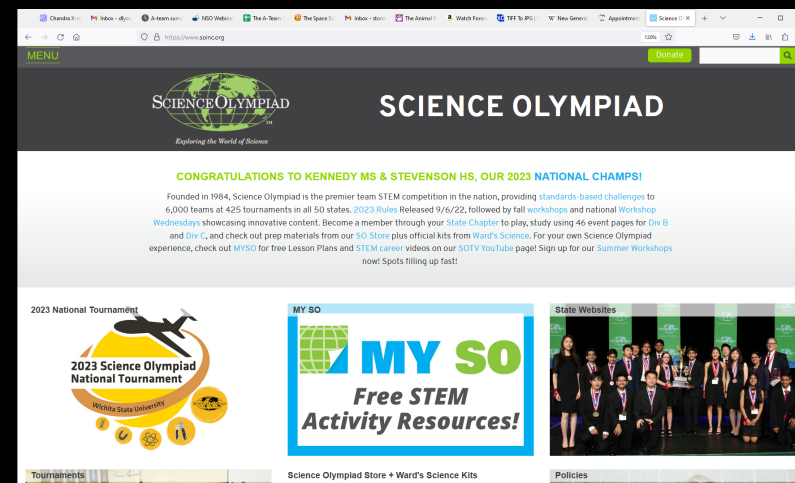 Chandra X-ra
Inbox - dlyo
A-team summ
NSO Webinar
The A-Team
The Space Sc
Inbox - stone
The Animal E
Watch Foren
TIFF To JPG |
New General
Appointment
Science Ol
https://www.soinc.org
120%
MENU
Donate
SCIENCE OLYMPIAD
TM
Exploring the World of Science
SCIENCE OLYMPIAD
CONGRATULATIONS TO KENNEDY MS & STEVENSON HS, OUR 2023 NATIONAL CHAMPS!
Founded in 1984, Science Olympiad is the premier team STEM competition in the nation, providing standards-based challenges to
6,000 teams at 425 tournaments in all 50 states. 2023 Rules Released 9/6/22, followed by fall workshops and national Workshop
Wednesdays showcasing innovative content. Become a member through your State Chapter to play, study using 46 event pages for Div B
and Div C, and check out prep materials from our SO Store plus official kits from Ward's Science. For your own Science Olympiad
experience, check out MYSO for free Lesson Plans and STEM career videos on our SOTV YouTube page! Sign up for our Summer Workshops
now! Spots filling up fast!
2023 National Tournament
2023 Science Olympiad
National Tournament
Wichita State University
MY SO
MY SO
Free STEM
Activity Resources!
State Websites
Tournaments
Science Olympiad Store + Ward's Science Kits
Policies